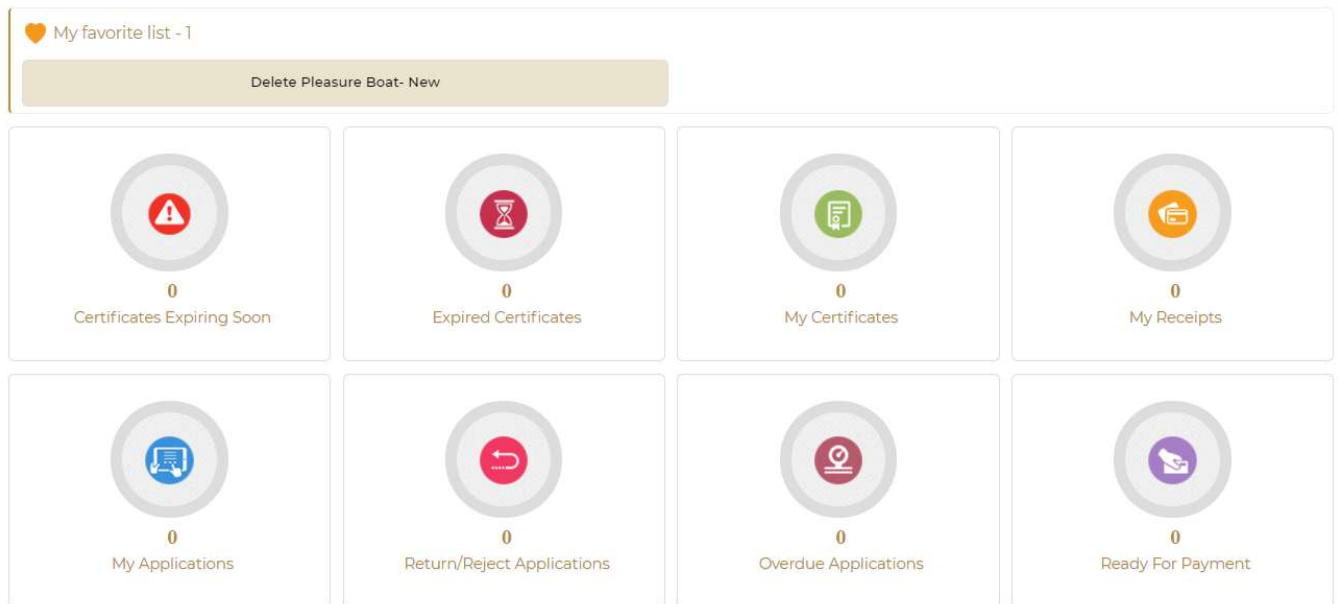 My favorite list - 1
Delete Pleasure Boat- New
0
Certificates Expiring Soon
0
Expired Certificates
0
My Certificates
0
My Receipts
0
My Applications
0
Return/Reject Applications
0
Overdue Applications
0
Ready For Payment